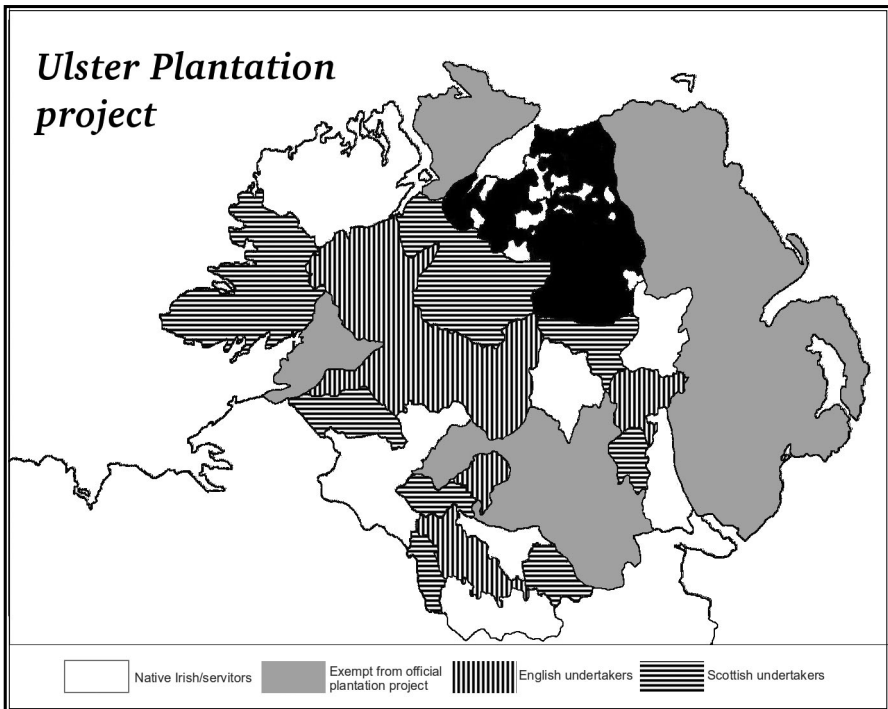 Ulster Plantation
project
Native Irish/servitors
Exempt from official
plantation project
English undertakers
Scottish undertakers